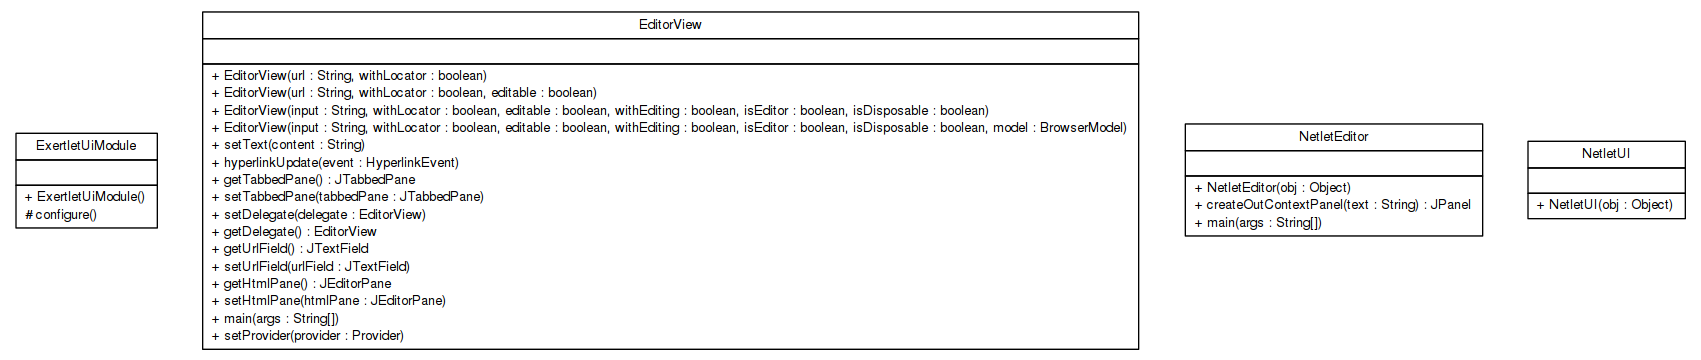 ExertletUiModule
+ ExertletUiModule()
# configure()
EditorView
+ EditorView(url : String, withLocator : boolean)
+ EditorView(url : String, withLocator : boolean, editable : boolean)
+ EditorView(input : String, withLocator : boolean, editable : boolean, withEditing : boolean, isEditor : boolean, isDisposable : boolean)
+ EditorView(input : String, withLocator : boolean, editable : boolean, withEditing : boolean, isEditor : boolean, isDisposable : boolean, model : BrowserModel)
+ setText(content : String)
+ hyperlinkUpdate(event : HyperlinkEvent)
+ getTabbedPane() : JTabbedPane
+ setTabbedPane(tabbedPane : JTabbedPane)
+ setDelegate(delegate : EditorView)
+ getDelegate() : EditorView
+ getUrlField() : JTextField
+ setUrlField(urlField : JTextField)
+ getHtmlPane() : JEditorPane
+ setHtmlPane(htmlPane : JEditorPane)
+ main(args : String[])
+ setProvider(provider : Provider)
NetletEditor
+ NetletEditor(obj : Object)
+ createOutContextPanel(text : String) : JPanel
+ main(args : String[])
NetletUI
+ NetletUI(obj : Object)